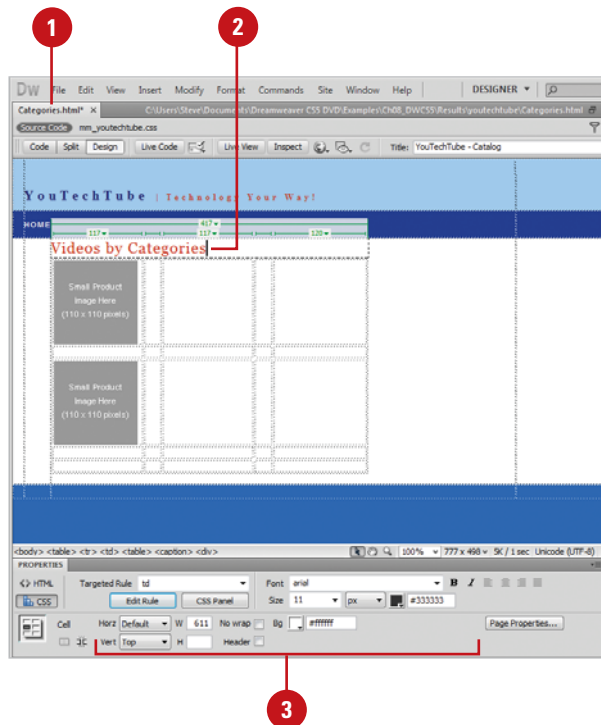 1
2
DW File Edit View Insert Modify Format Commands Site Window Help DESIGNER
Categories.html* × C:\Users\Steve\Documents\Dreamweaver CS5 DVD\Examples\Ch08_DWCS5\Results\youtechtube\Categories.html
Source Code mm_youtechtube.css
Code Split Design Live Code Live View Inspect Title: YouTechTube - Catalog
YouTechTube | Technology Your Way!
HOME
417
117 117 120
Videos by Categories
Small Product
Image Here
(110 x 110 pixels)
Small Product
Image Here
(110 x 110 pixels)
<body> <table> <tr> <td> <table> <caption> <div> 100% 777 x 498 5K / 1 sec Unicode (UTF-8)
PROPERTIES
<> HTML Targeted Rule td Font arial B I
CSS Edit Rule CSS Panel Size 11 px #333333
Cell Horz Default W 611 No wrap Bg #ffffff Page Properties...
Vert Top H Header
3